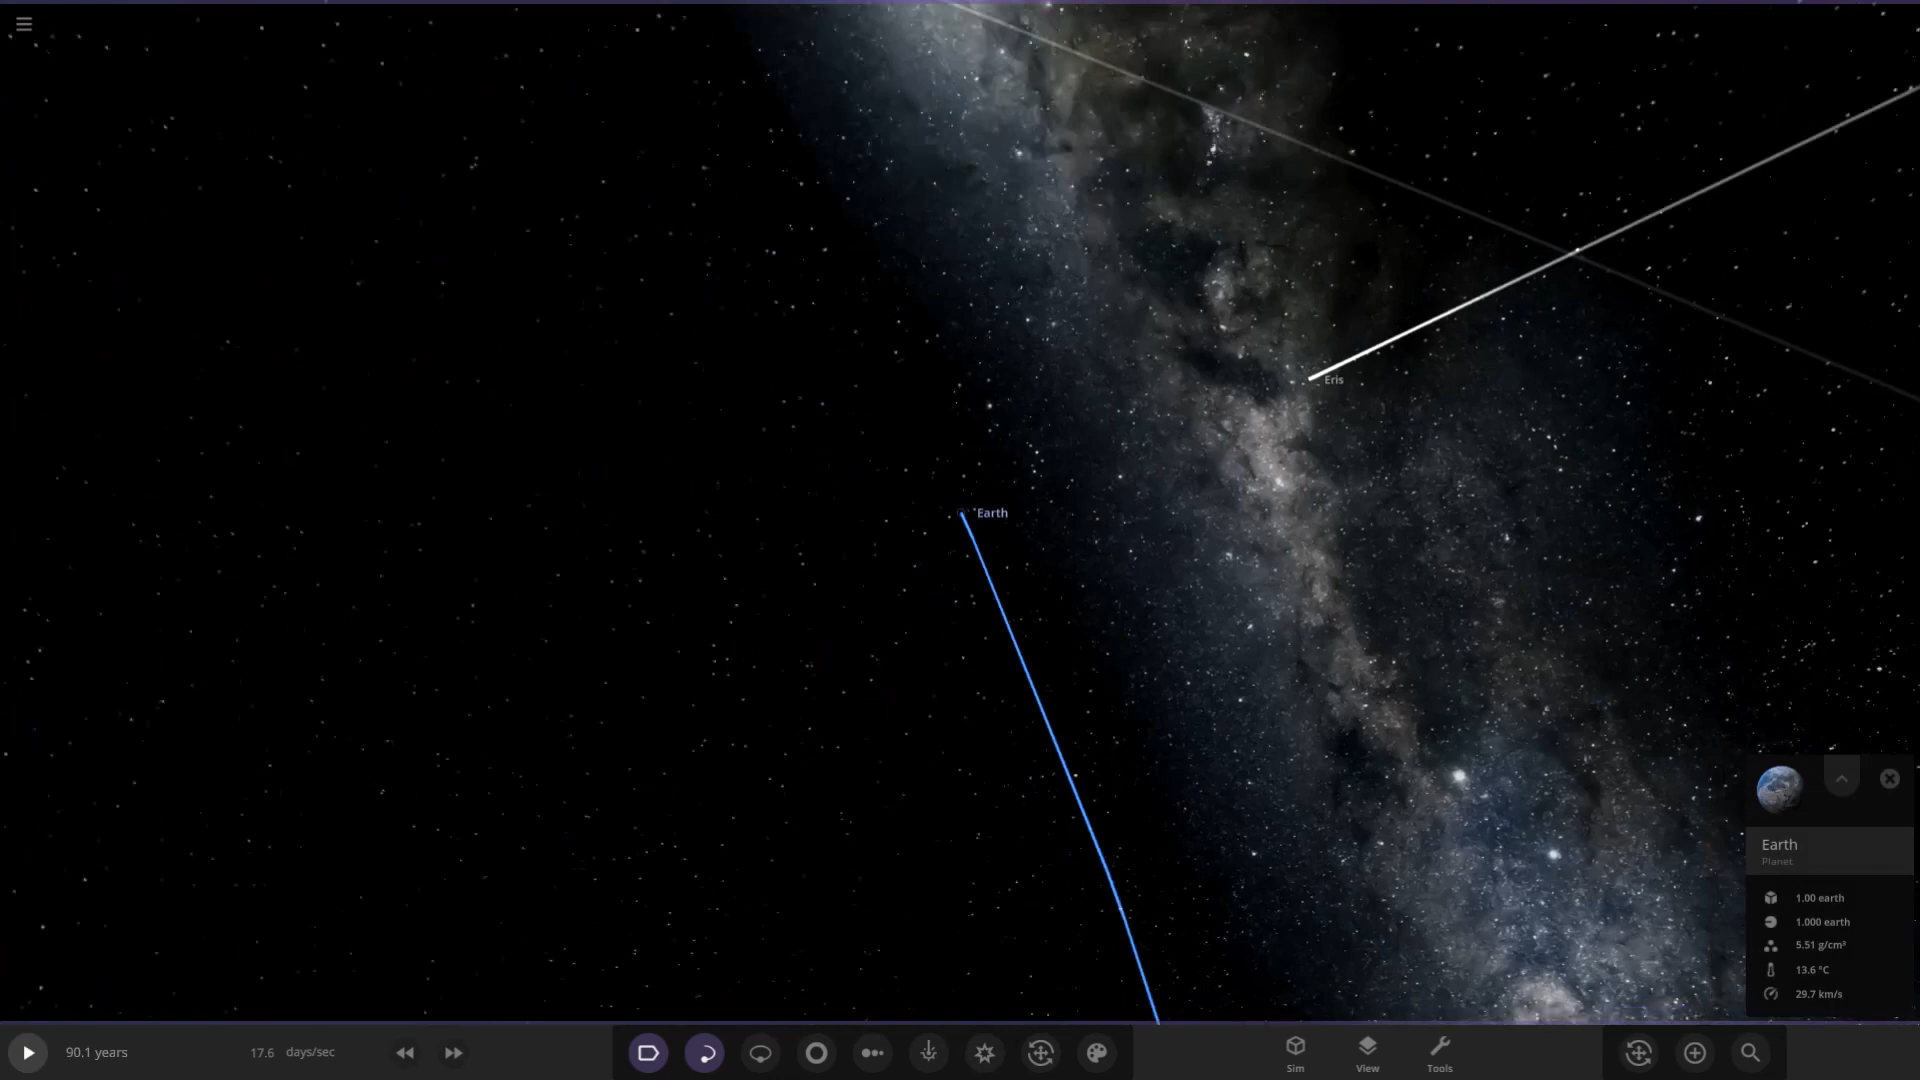 Eris
Earth
Earth
Planet
1.00 earth
1.000 earth
5.51 g/cm³
13.6 °C
29.7 km/s
90.1 years
17.6 days/sec
Sim
View
Tools